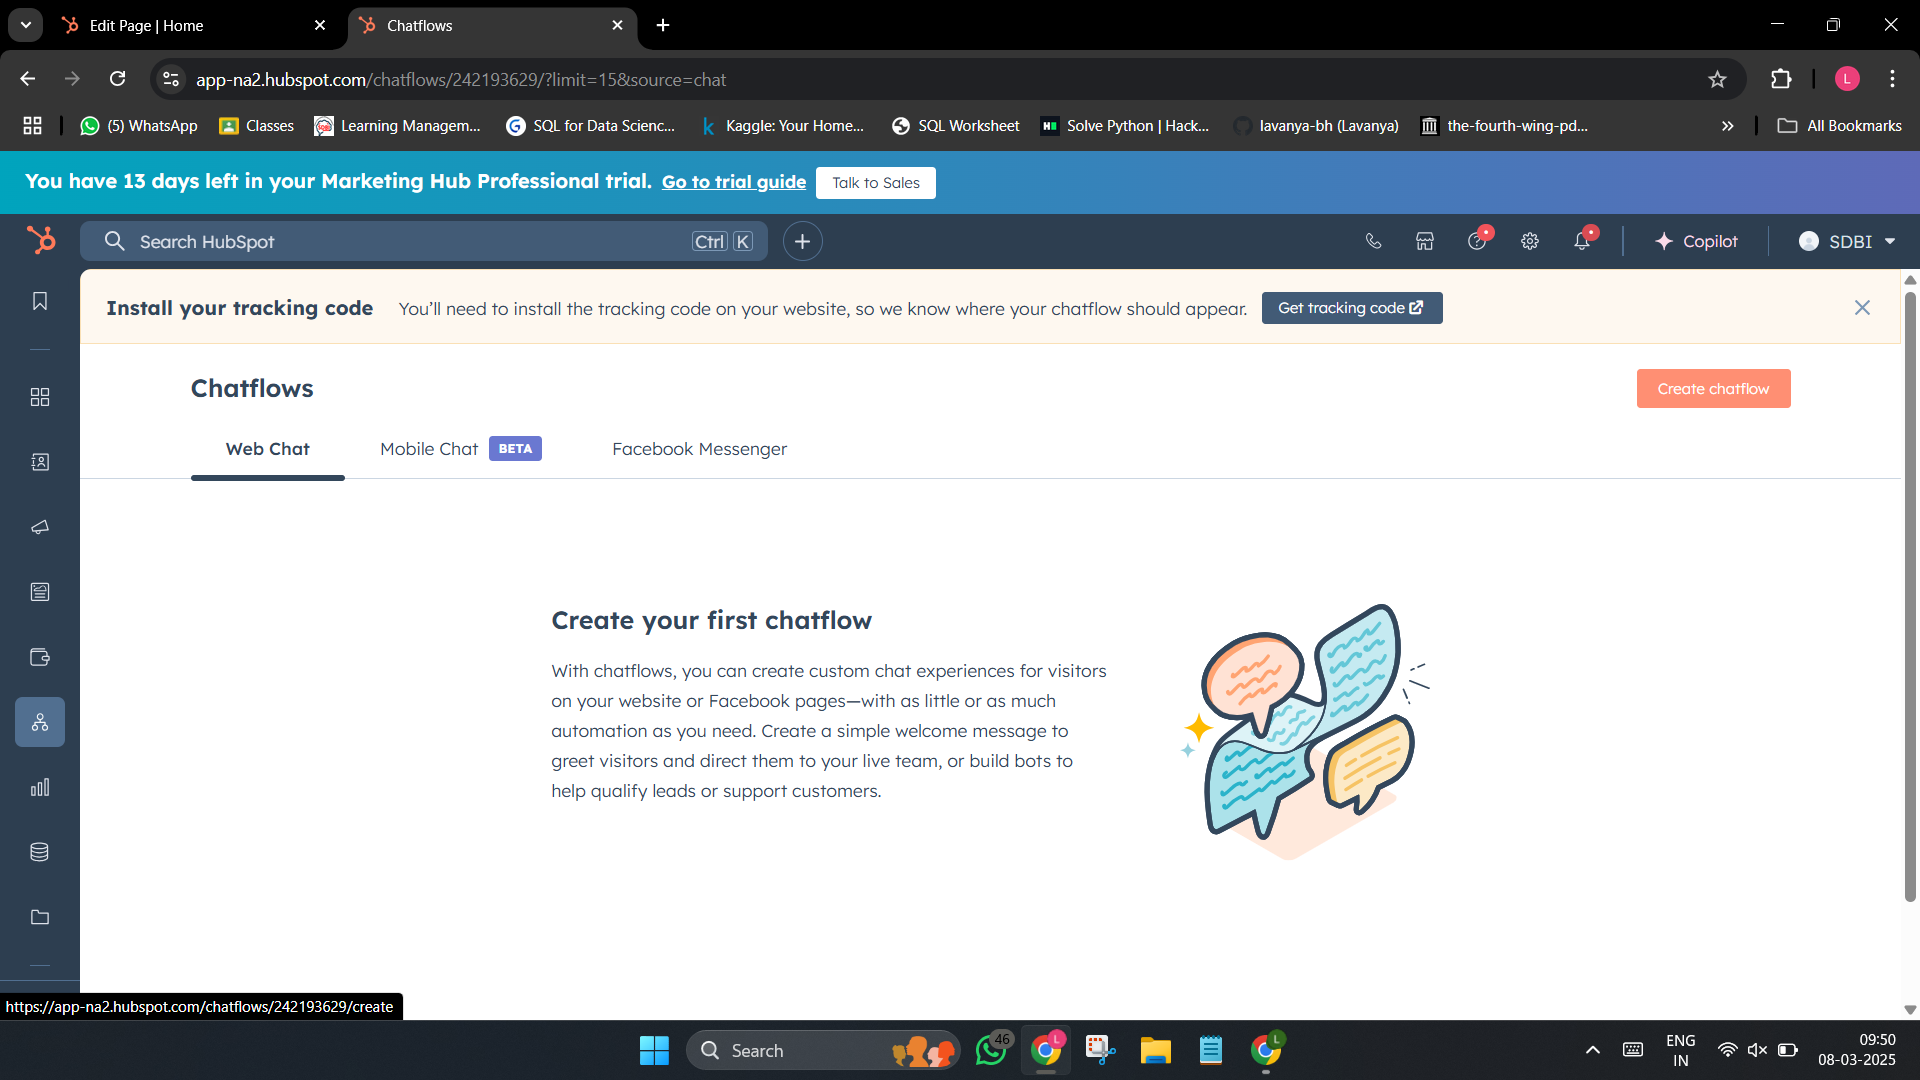 Edit Page | Home
Chatflows
app-na2.hubspot.com/chatflows/242193629/?limit=15&source=chat
L
(5) WhatsApp
Classes
Learning Managem...
SQL for Data Scienc...
Kaggle: Your Home...
SQL Worksheet
Solve Python | Hack...
lavanya-bh (Lavanya)
the-fourth-wing-pd...
All Bookmarks
You have 13 days left in your Marketing Hub Professional trial. Go to trial guide
Talk to Sales
Search HubSpot
Ctrl K
Copilot
SDBI
Install your tracking code
You’ll need to install the tracking code on your website, so we know where your chatflow should appear.
Get tracking code
Chatflows
Create chatflow
Web Chat
Mobile Chat BETA
Facebook Messenger
Create your first chatflow
With chatflows, you can create custom chat experiences for visitors
on your website or Facebook pages—with as little or as much
automation as you need. Create a simple welcome message to
greet visitors and direct them to your live team, or build bots to
help qualify leads or support customers.
https://app-na2.hubspot.com/chatflows/242193629/create
Search
46
L
L
ENG
IN
09:50
08-03-2025